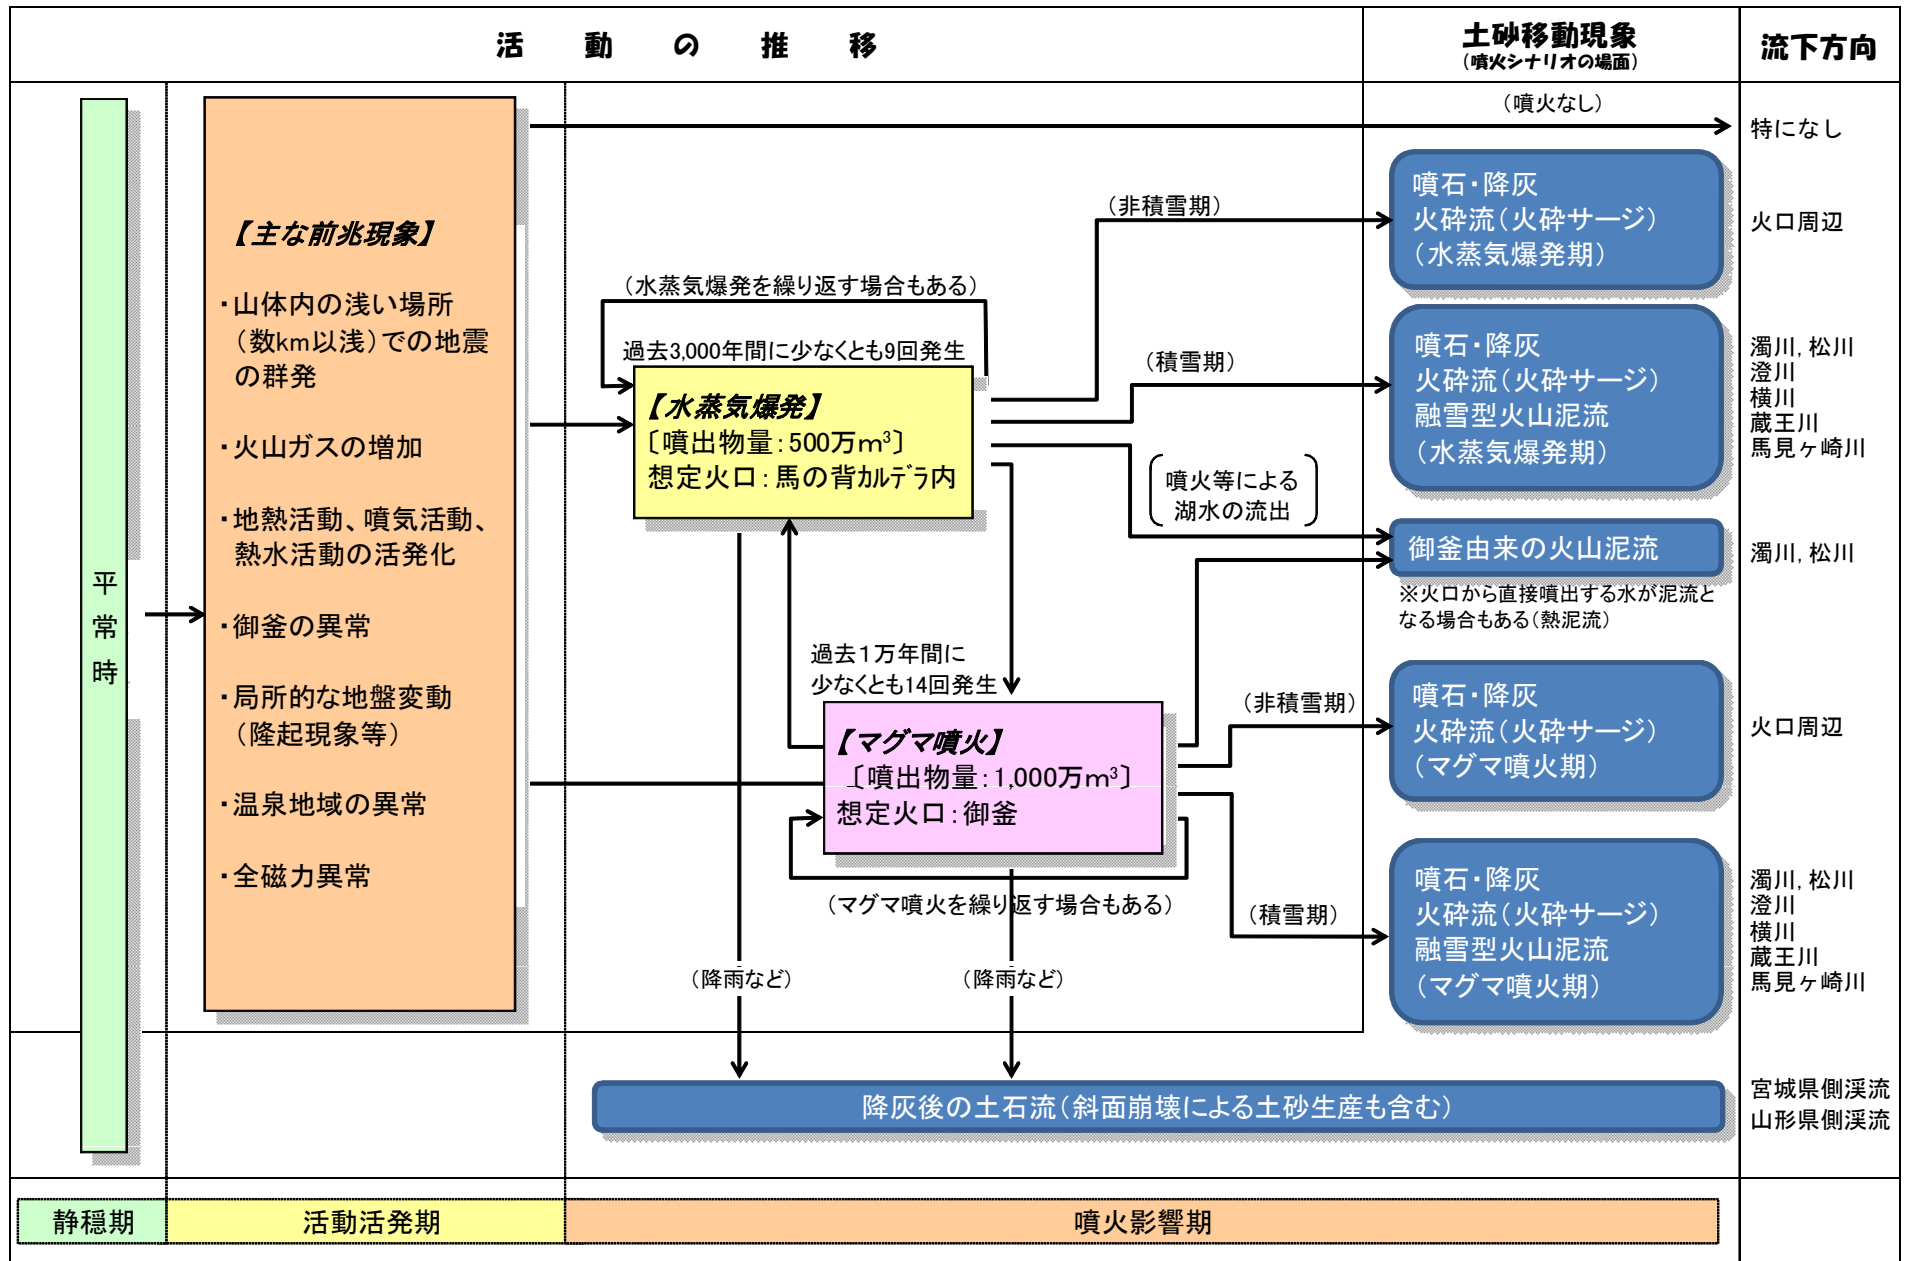 活動の推移
土砂移動現象
(噴火シナリオの場面)
流下方向
平常時
【主な前兆現象】
・山体内の浅い場所
（数km以浅）での地震
の群発
・火山ガスの増加
・地熱活動、噴気活動、
熱水活動の活発化
・御釜の異常
・局所的な地盤変動
（隆起現象等）
・温泉地域の異常
・全磁力異常
（噴火なし）
特になし
（水蒸気爆発を繰り返す場合もある）
過去3,000年間に少なくとも9回発生
【水蒸気爆発】
〔噴出物量：500万m³〕
想定火口：馬の背ｶﾙﾃﾞﾗ内
（非積雪期）
噴石・降灰
火砕流（火砕サージ）
（水蒸気爆発期）
火口周辺
（積雪期）
噴石・降灰
火砕流（火砕サージ）
融雪型火山泥流
（水蒸気爆発期）
濁川, 松川
澄川
横川
蔵王川
馬見ヶ崎川
噴火等による
湖水の流出
御釜由来の火山泥流
濁川, 松川
※火口から直接噴出する水が泥流と
なる場合もある（熱泥流）
過去１万年間に
少なくとも14回発生
【マグマ噴火】
〔噴出物量：1,000万m³〕
想定火口：御釜
（マグマ噴火を繰り返す場合もある）
（非積雪期）
噴石・降灰
火砕流（火砕サージ）
（マグマ噴火期）
火口周辺
（積雪期）
噴石・降灰
火砕流（火砕サージ）
融雪型火山泥流
（マグマ噴火期）
濁川, 松川
澄川
横川
蔵王川
馬見ヶ崎川
（降雨など）
（降雨など）
降灰後の土石流（斜面崩壊による土砂生産も含む）
宮城県側渓流
山形県側渓流
静穏期
活動活発期
噴火影響期